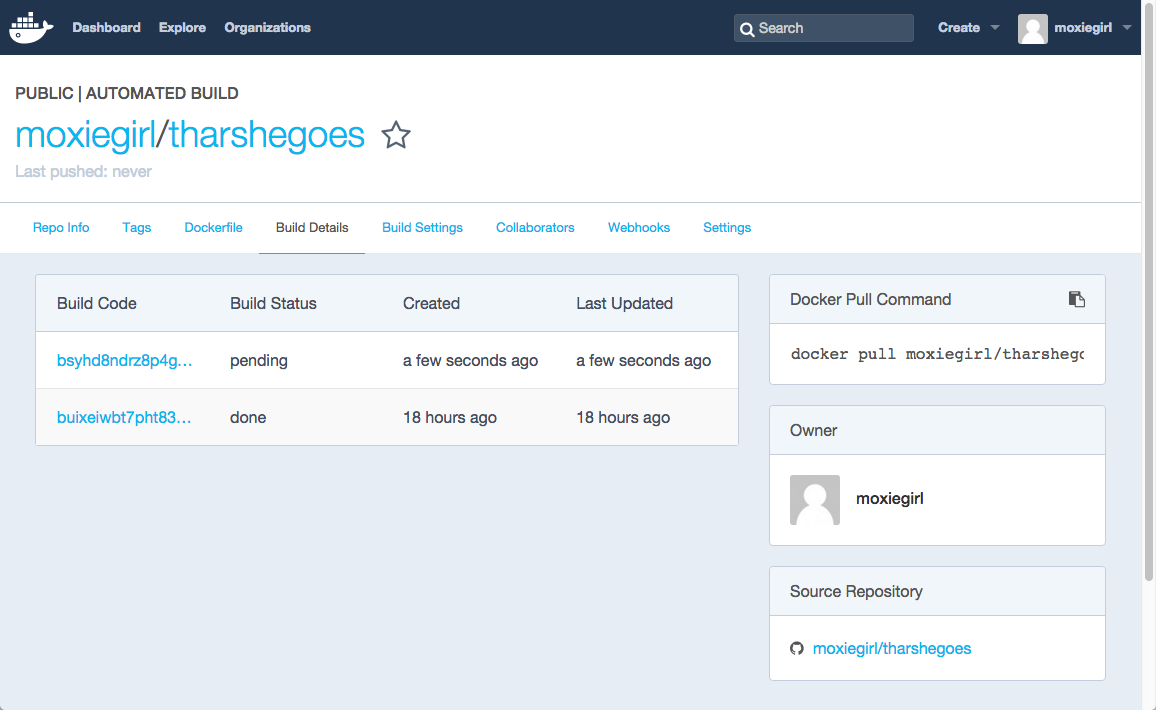 Dashboard Explore Organizations Search Create moxiegirl
PUBLIC | AUTOMATED BUILD
moxiegirl/tharshegoes
Last pushed: never
Repo Info Tags Dockerfile Build Details Build Settings Collaborators Webhooks Settings
Build Code Build Status Created Last Updated
bsyhd8ndrz8p4g... pending a few seconds ago a few seconds ago
buixeiwbt7pht83... done 18 hours ago 18 hours ago
Docker Pull Command
docker pull moxiegirl/tharshego
Owner
moxiegirl
Source Repository
moxiegirl/tharshegoes